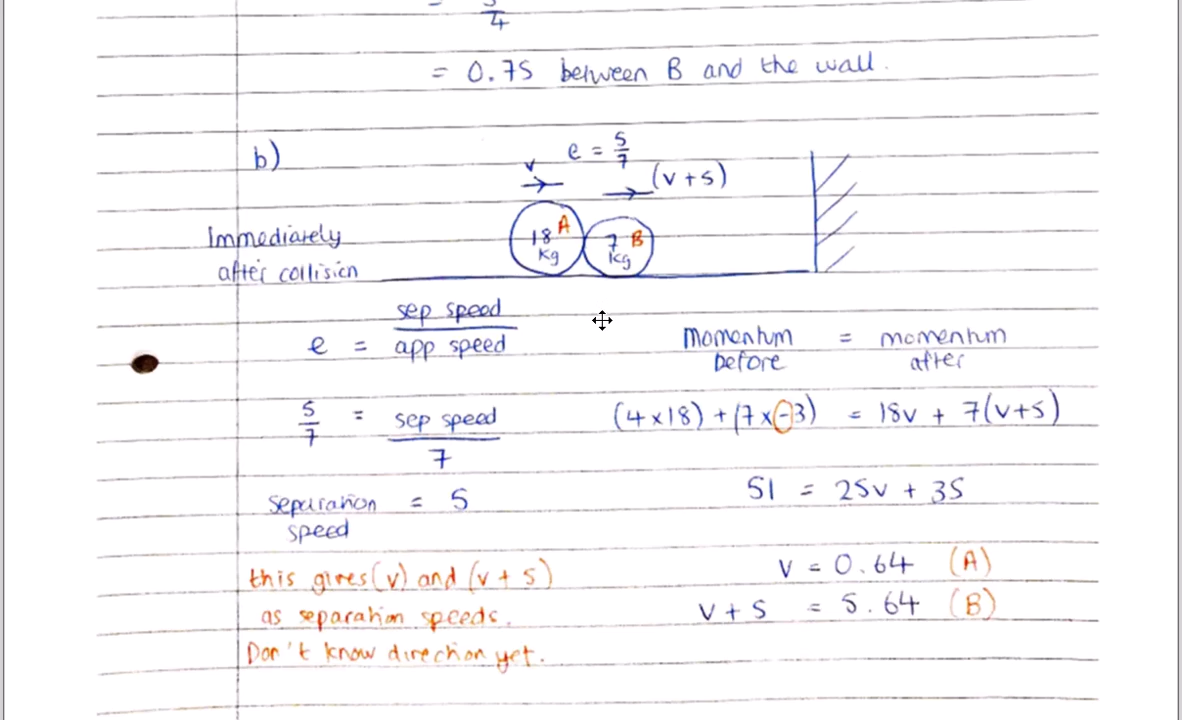 = 3/4
= 0.75 between B and the wall.
b)
e = 5/7
v (v + 5)
18 kg A 7 kg B
Immediately
after collision
e = sep speed / app speed
momentum before = momentum after
5/7 = sep speed / 7
(4 x 18) + (7 x -3) = 18v + 7(v+5)
separation speed = 5
51 = 25v + 35
this gives (v) and (v + 5)
as separation speeds.
Don't know direction yet.
v = 0.64 (A)
v + 5 = 5.64 (B)